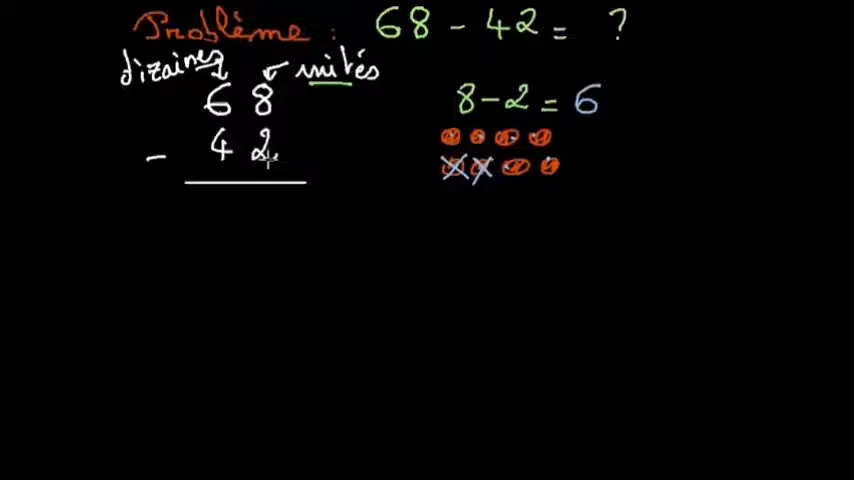 Problème : 68 - 42 = ?
dizaines unités
68
8 - 2 = 6
- 42